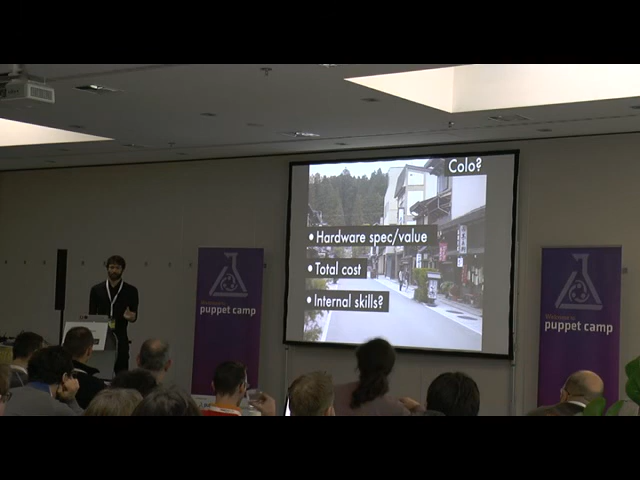 Colo?
• Hardware spec/value
• Total cost
• Internal skills?
Welcome to
puppet camp
Welcome to
puppet camp